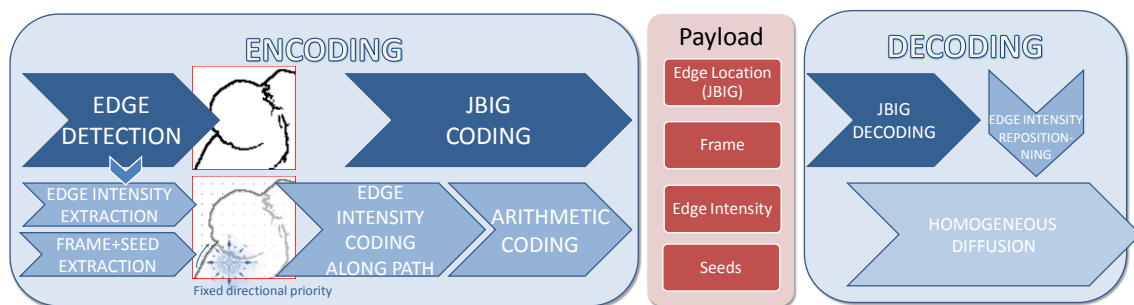 ENCODING
EDGE
DETECTION
JBIG
CODING
EDGE INTENSITY
EXTRACTION
FRAME+SEED
EXTRACTION
Fixed directional priority
EDGE
INTENSITY
CODING
ALONG PATH
ARITHMETIC
CODING
Payload
Edge Location
(JBIG)
Frame
Edge Intensity
Seeds
DECODING
JBIG
DECODING
EDGE INTENSITY
REPOSITION-
NING
HOMOGENEOUS
DIFFUSION